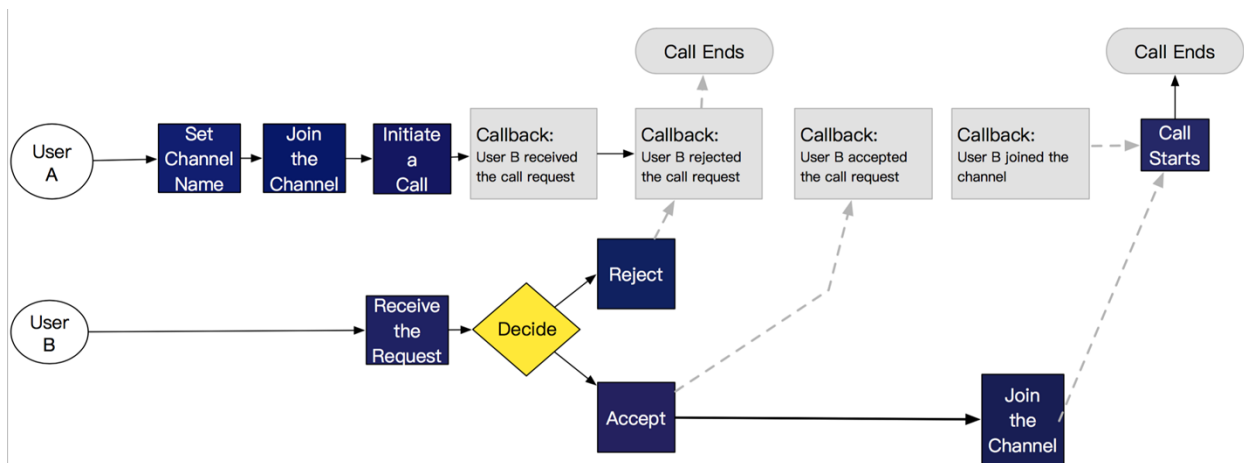 Call Ends
Call Ends
User
A
Set
Channel
Name
Join
the
Channel
Initiate
a
Call
Callback:
User B received
the call request
Callback:
User B rejected
the call request
Callback:
User B accepted
the call request
Callback:
User B joined the
channel
Call
Starts
User
B
Receive
the
Request
Decide
Reject
Accept
Join
the
Channel